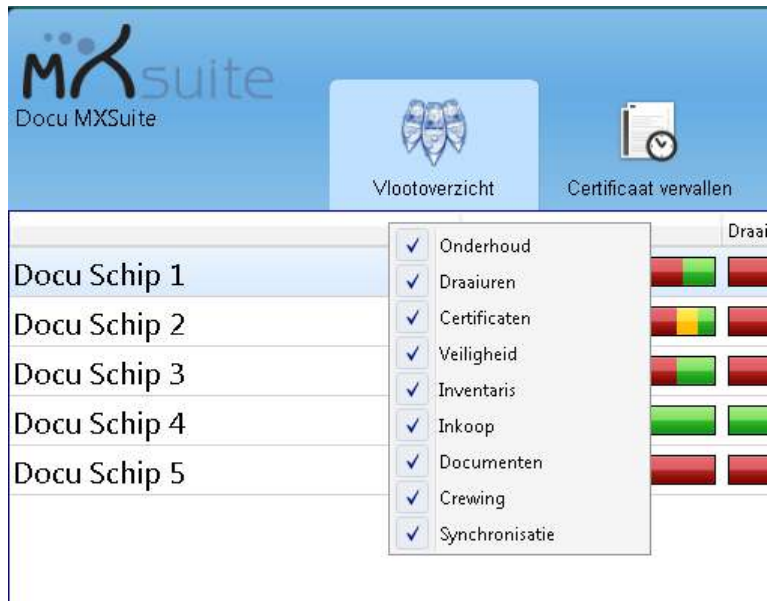 MXsuite
Docu MXSuite
Vlootoverzicht
Certificaat vervallen
Draai
Docu Schip 1
Docu Schip 2
Docu Schip 3
Docu Schip 4
Docu Schip 5
Onderhoud
Draaiuren
Certificaten
Veiligheid
Inventaris
Inkoop
Documenten
Crewing
Synchronisatie